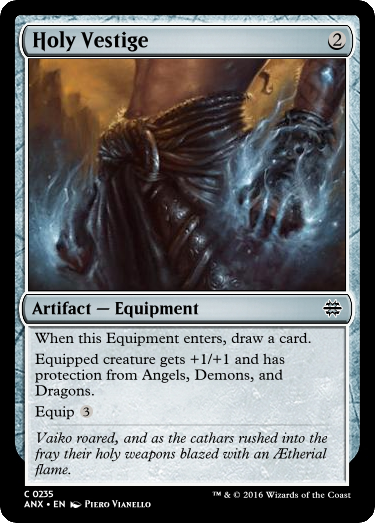 Holy Vestige 2
Artifact — Equipment
When this Equipment enters, draw a card.
Equipped creature gets +1/+1 and has
protection from Angels, Demons, and
Dragons.
Equip 3
Vaiko roared, and as the cathars rushed into the
fray their holy weapons blazed with an Ætherial
flame.
C 0235
ANX • EN Piero Vianello
™ & © 2016 Wizards of the Coast